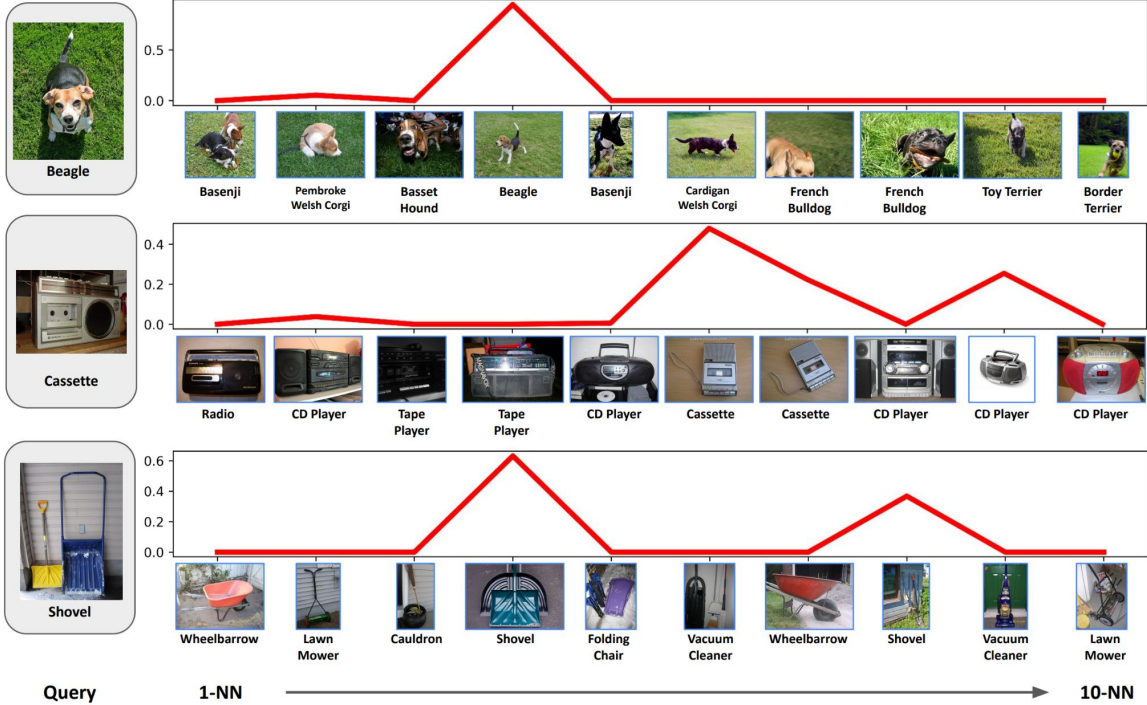 0.5
0.0
Beagle
Basenji
Pembroke
Welsh Corgi
Basset
Hound
Beagle
Basenji
Cardigan
Welsh Corgi
French
Bulldog
French
Bulldog
Toy Terrier
Border
Terrier
0.4
0.2
0.0
Cassette
Radio
CD Player
Tape
Player
Tape
Player
CD Player
Cassette
Cassette
CD Player
CD Player
CD Player
0.6
0.4
0.2
0.0
Shovel
Wheelbarrow
Lawn
Mower
Cauldron
Shovel
Folding
Chair
Vacuum
Cleaner
Wheelbarrow
Shovel
Vacuum
Cleaner
Lawn
Mower
Query
1-NN
10-NN